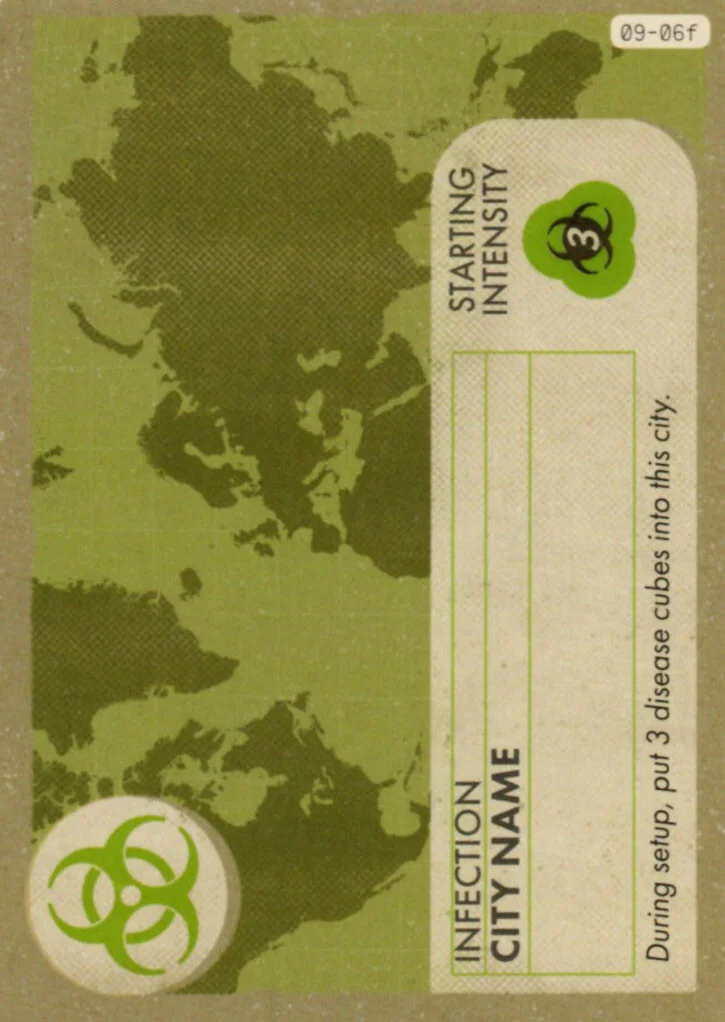 09-06f
STARTING
INTENSITY
3
INFECTION
CITY NAME
During setup, put 3 disease cubes into this city.